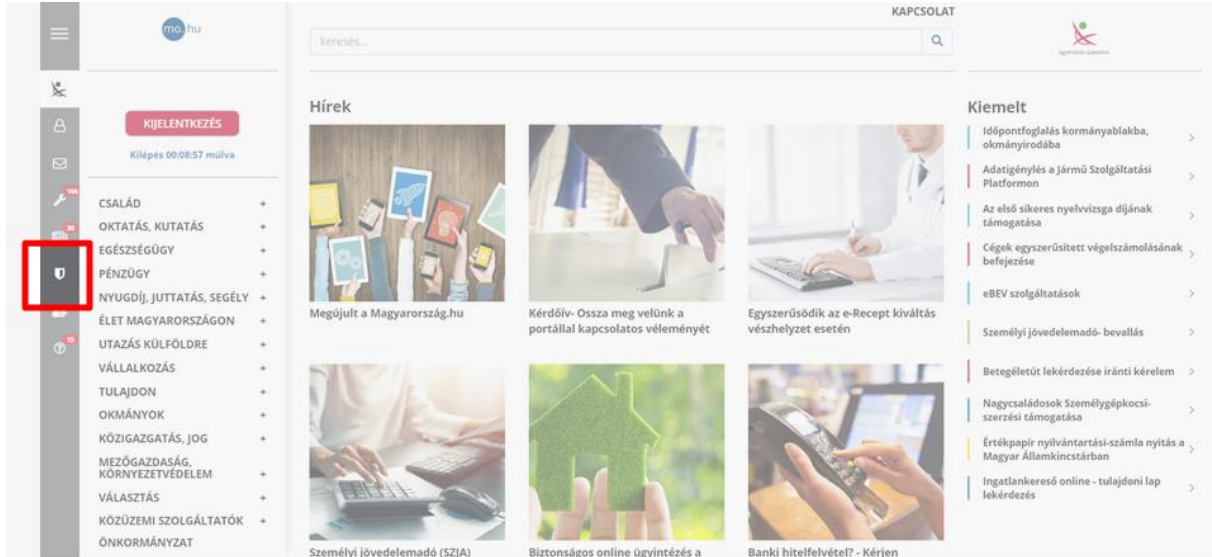 mo.hu
KAPCSOLAT
keresés...
KIJELENTKEZÉS
Kilépés 00:08:57 múlva
CSALÁD +
OKTATÁS, KUTATÁS +
EGÉSZSÉGÜGY +
PÉNZÜGY +
NYUGDÍJ, JUTTATÁS, SEGÉLY +
ÉLET MAGYARORSZÁGON +
UTAZÁS KÜLFÖLDRE +
VÁLLALKOZÁS +
TULAJDON +
OKMÁNYOK +
KÖZIGAZGATÁS, JOG +
MEZŐGAZDASÁG,
KÖRNYEZETVÉDELEM +
VÁLASZTÁS +
KÖZÜZEMI SZOLGÁLTATÓK +
ÖNKORMÁNYZAT
Hírek
Megújult a Magyarország.hu
Kérdőív- Ossza meg velünk a
portállal kapcsolatos véleményét
Egyszerűsödik az e-Recept kiváltás
vészhelyzet esetén
Személyi jövedelemadó (SZJA)
Biztonságos online ügyintézés a
Banki hitelfelvétel? - Kérjen
Kiemelt
Időpontfoglalás kormányablakba,
okmányirodába
Adatigénylés a Jármű Szolgáltatási
Platformon
Az első sikeres nyelvvizsga díjának
támogatása
Cégek egyszerűsített végelszámolásának
befejezése
eBEV szolgáltatások
Személyi jövedelemadó- bevallás
Betegéletút lekérdezése iránti kérelem
Nagycsaládosok Személygépkocsi-
szerzési támogatása
Értékpapír nyilvántartási-számla nyitás a
Magyar Államkincstárban
Ingatlankereső online - tulajdoni lap
lekérdezés